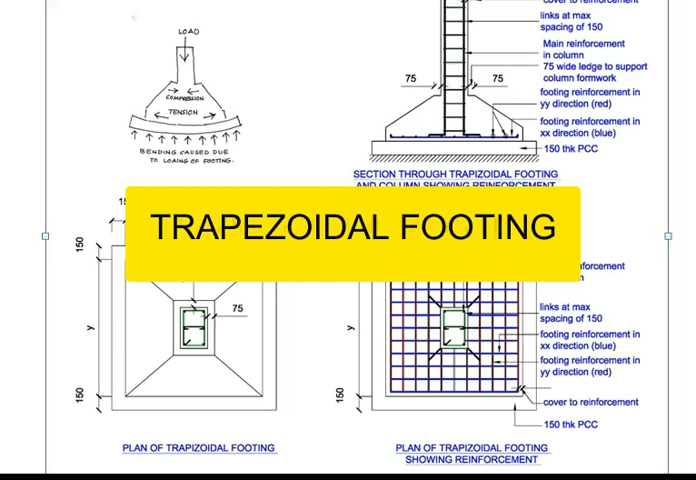 LOAD
COMPRESSION
TENSION
BENDING CAUSED DUE
TO LOAING OF FOOTING.
cover to reinforcement
links at max
spacing of 150
Main reinforcement
in column
75 wide ledge to support
column formwork
75
75
footing reinforcement in
yy direction (red)
footing reinforcement in
xx direction (blue)
150 thk PCC
SECTION THROUGH TRAPIZOIDAL FOOTING
AND COLUMN SHOWING REINFORCEMENT
TRAPEZOIDAL FOOTING
150
y
150
75
PLAN OF TRAPIZOIDAL FOOTING
links at max
spacing of 150
footing reinforcement in
xx direction (blue)
footing reinforcement in
yy direction (red)
cover to reinforcement
150 thk PCC
y
150
PLAN OF TRAPIZOIDAL FOOTING
SHOWING REINFORCEMENT